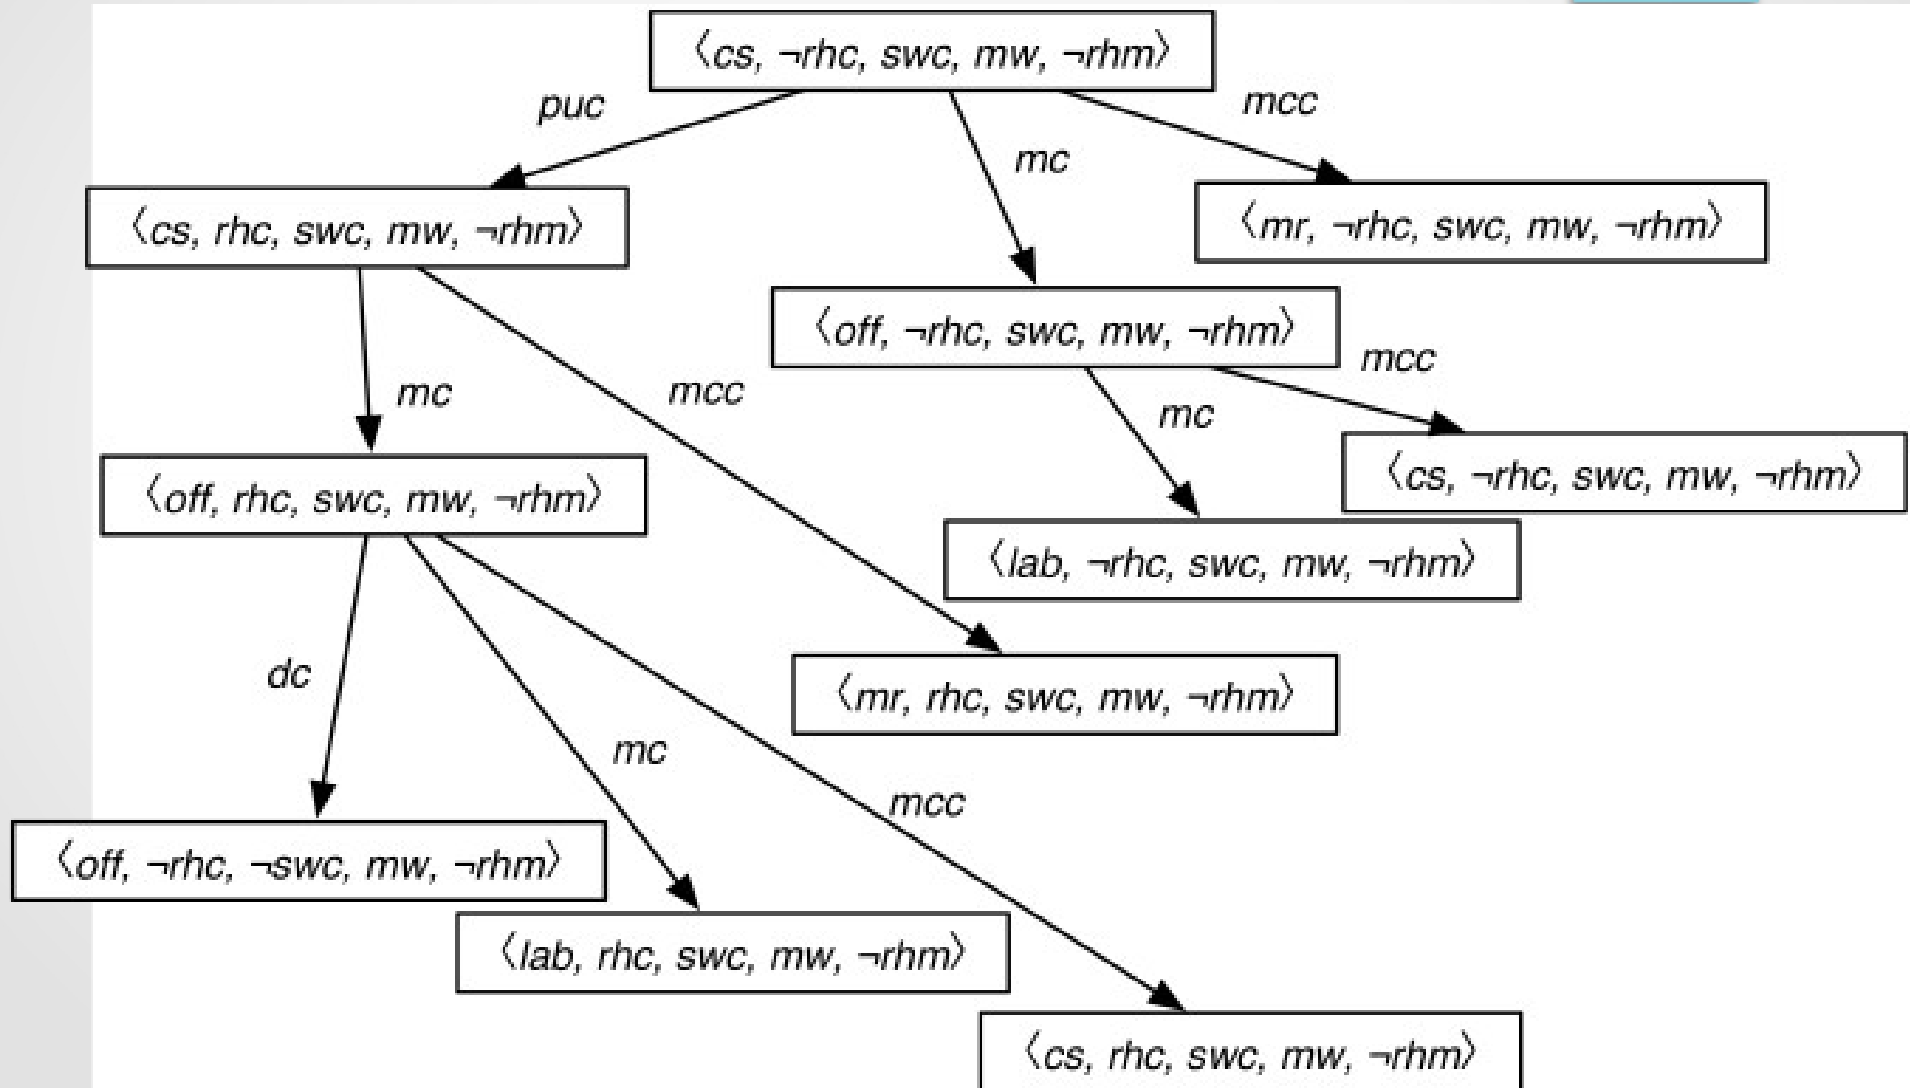 ⟨cs, ¬rhc, swc, mw, ¬rhm⟩
puc
mcc
mc
⟨cs, rhc, swc, mw, ¬rhm⟩
⟨mr, ¬rhc, swc, mw, ¬rhm⟩
⟨off, ¬rhc, swc, mw, ¬rhm⟩
mcc
mc
mcc
mc
⟨off, rhc, swc, mw, ¬rhm⟩
⟨cs, ¬rhc, swc, mw, ¬rhm⟩
⟨lab, ¬rhc, swc, mw, ¬rhm⟩
dc
⟨mr, rhc, swc, mw, ¬rhm⟩
mc
mcc
⟨off, ¬rhc, ¬swc, mw, ¬rhm⟩
⟨lab, rhc, swc, mw, ¬rhm⟩
⟨cs, rhc, swc, mw, ¬rhm⟩